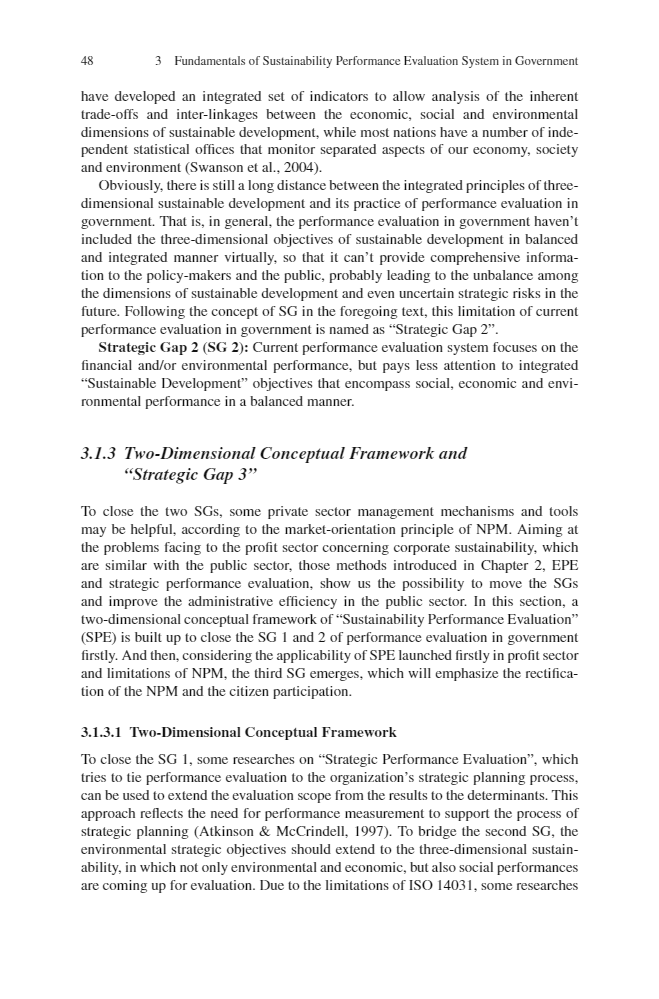 48 3 Fundamentals of Sustainability Performance Evaluation System in Government
have developed an integrated set of indicators to allow analysis of the inherent
trade-offs and inter-linkages between the economic, social and environmental
dimensions of sustainable development, while most nations have a number of inde-
pendent statistical offices that monitor separated aspects of our economy, society
and environment (Swanson et al., 2004).
Obviously, there is still a long distance between the integrated principles of three-
dimensional sustainable development and its practice of performance evaluation in
government. That is, in general, the performance evaluation in government haven't
included the three-dimensional objectives of sustainable development in balanced
and integrated manner virtually, so that it can't provide comprehensive informa-
tion to the policy-makers and the public, probably leading to the unbalance among
the dimensions of sustainable development and even uncertain strategic risks in the
future. Following the concept of SG in the foregoing text, this limitation of current
performance evaluation in government is named as “Strategic Gap 2”.
Strategic Gap 2 (SG 2): Current performance evaluation system focuses on the
financial and/or environmental performance, but pays less attention to integrated
“Sustainable Development” objectives that encompass social, economic and envi-
ronmental performance in a balanced manner.
3.1.3 Two-Dimensional Conceptual Framework and
“Strategic Gap 3”
To close the two SGs, some private sector management mechanisms and tools
may be helpful, according to the market-orientation principle of NPM. Aiming at
the problems facing to the profit sector concerning corporate sustainability, which
are similar with the public sector, those methods introduced in Chapter 2, EPE
and strategic performance evaluation, show us the possibility to move the SGs
and improve the administrative efficiency in the public sector. In this section, a
two-dimensional conceptual framework of “Sustainability Performance Evaluation”
(SPE) is built up to close the SG 1 and 2 of performance evaluation in government
firstly. And then, considering the applicability of SPE launched firstly in profit sector
and limitations of NPM, the third SG emerges, which will emphasize the rectifica-
tion of the NPM and the citizen participation.
3.1.3.1 Two-Dimensional Conceptual Framework
To close the SG 1, some researches on “Strategic Performance Evaluation”, which
tries to tie performance evaluation to the organization's strategic planning process,
can be used to extend the evaluation scope from the results to the determinants. This
approach reflects the need for performance measurement to support the process of
strategic planning (Atkinson & McCrindell, 1997). To bridge the second SG, the
environmental strategic objectives should extend to the three-dimensional sustain-
ability, in which not only environmental and economic, but also social performances
are coming up for evaluation. Due to the limitations of ISO 14031, some researches